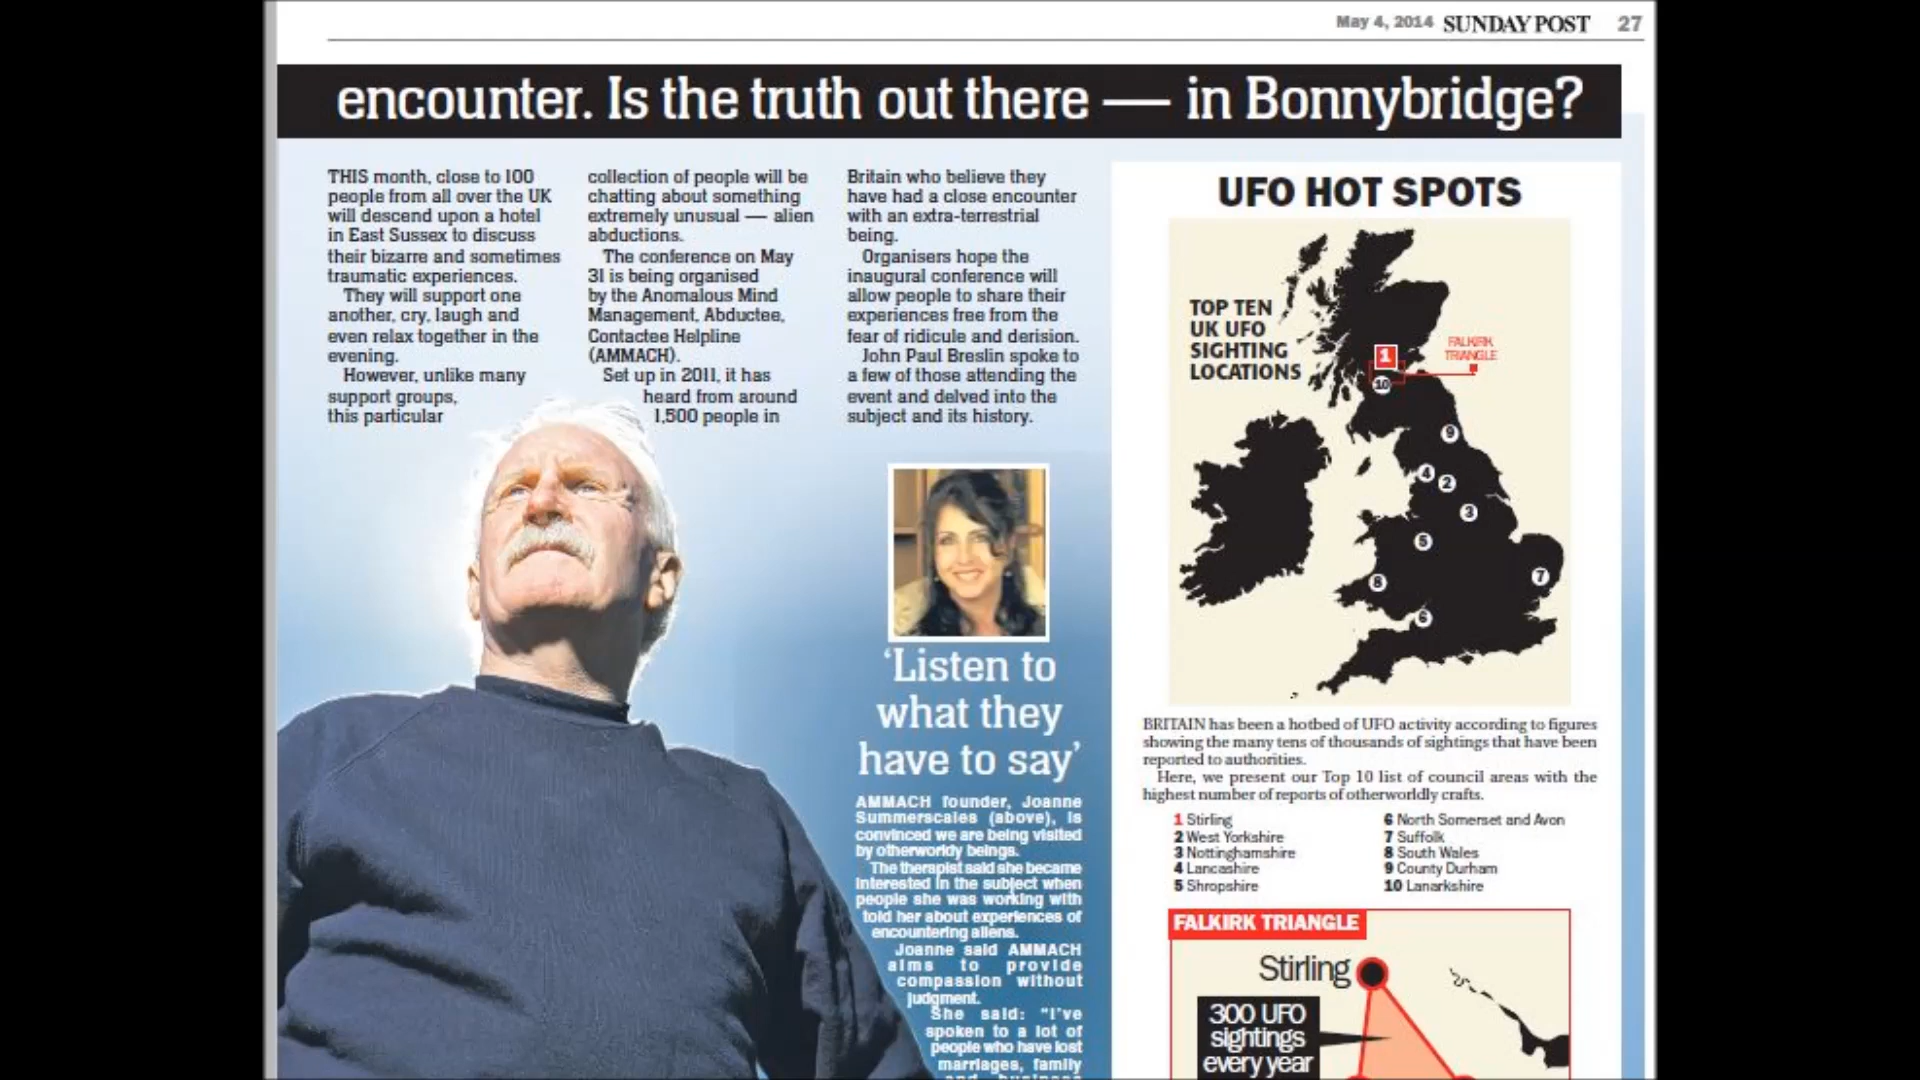 May 4, 2014 SUNDAY POST 27
encounter. Is the truth out there — in Bonnybridge?
THIS month, close to 100
people from all over the UK
will descend upon a hotel
in East Sussex to discuss
their bizarre and sometimes
traumatic experiences.
They will support one
another, cry, laugh and
even relax together in the
evening.
However, unlike many
support groups,
this particular
collection of people will be
chatting about something
extremely unusual — alien
abductions.
The conference on May
31 is being organised
by the Anomalous Mind
Management, Abductee,
Contactee Helpline
(AMMACH).
Set up in 2011, it has
heard from around
1,500 people in
Britain who believe they
have had a close encounter
with an extra-terrestrial
being.
Organisers hope the
inaugural conference will
allow people to share their
experiences free from the
fear of ridicule and derision.
John Paul Breslin spoke to
a few of those attending the
event and delved into the
subject and its history.
‘Listen to
what they
have to say’
AMMACH founder, Joanne
Summerscales (above), is
convinced we are being visited
by otherworldy beings.
The therapist said she became
interested in the subject when
people she was working with
told her about experiences of
encountering aliens.
Joanne said AMMACH
aims to provide
compassion without
judgment.
She said: “I’ve
spoken to a lot of
people who have lost
marriages, family
and business
UFO HOT SPOTS
TOP TEN
UK UFO
SIGHTING
LOCATIONS
FALKIRK
TRIANGLE
1
10
9
4
2
3
5
7
8
6
BRITAIN has been a hotbed of UFO activity according to figures
showing the many tens of thousands of sightings that have been
reported to authorities.
Here, we present our Top 10 list of council areas with the
highest number of reports of otherworldly crafts.
1 Stirling
2 West Yorkshire
3 Nottinghamshire
4 Lancashire
5 Shropshire
6 North Somerset and Avon
7 Suffolk
8 South Wales
9 County Durham
10 Lanarkshire
FALKIRK TRIANGLE
Stirling
300 UFO
sightings
every year